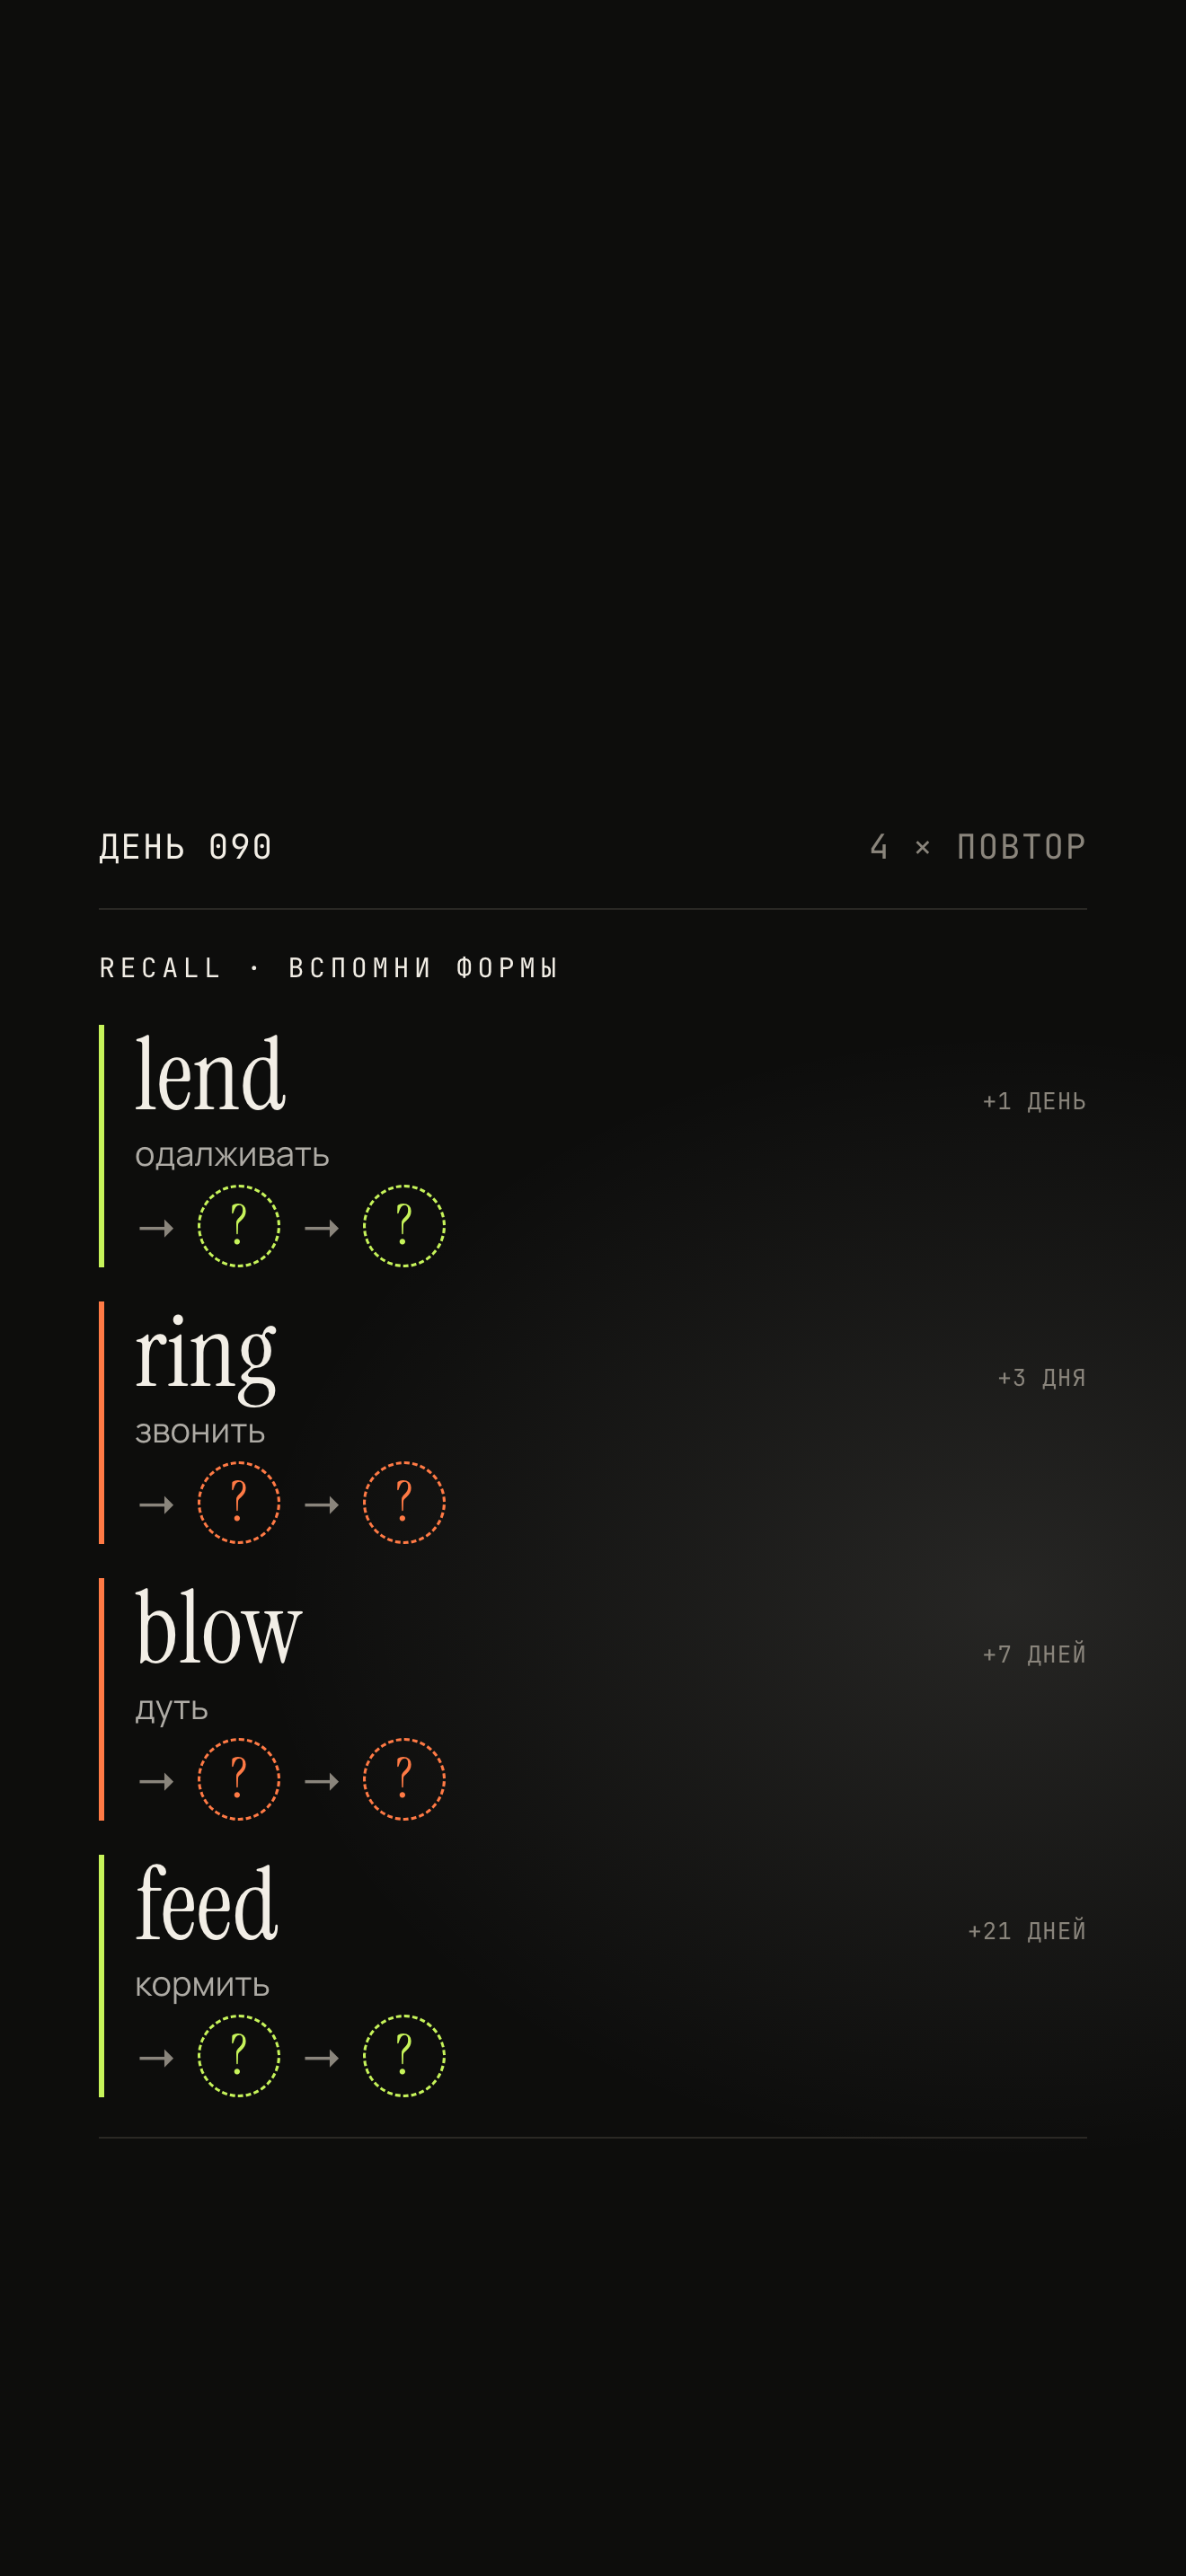 ДЕНЬ 090
4 × ПОВТОР
RECALL · ВСПОМНИ ФОРМЫ
lend
+1 ДЕНЬ
одалживать
→ ? → ?
ring
+3 ДНЯ
звонить
→ ? → ?
blow
+7 ДНЕЙ
дуть
→ ? → ?
feed
+21 ДНЕЙ
кормить
→ ? → ?